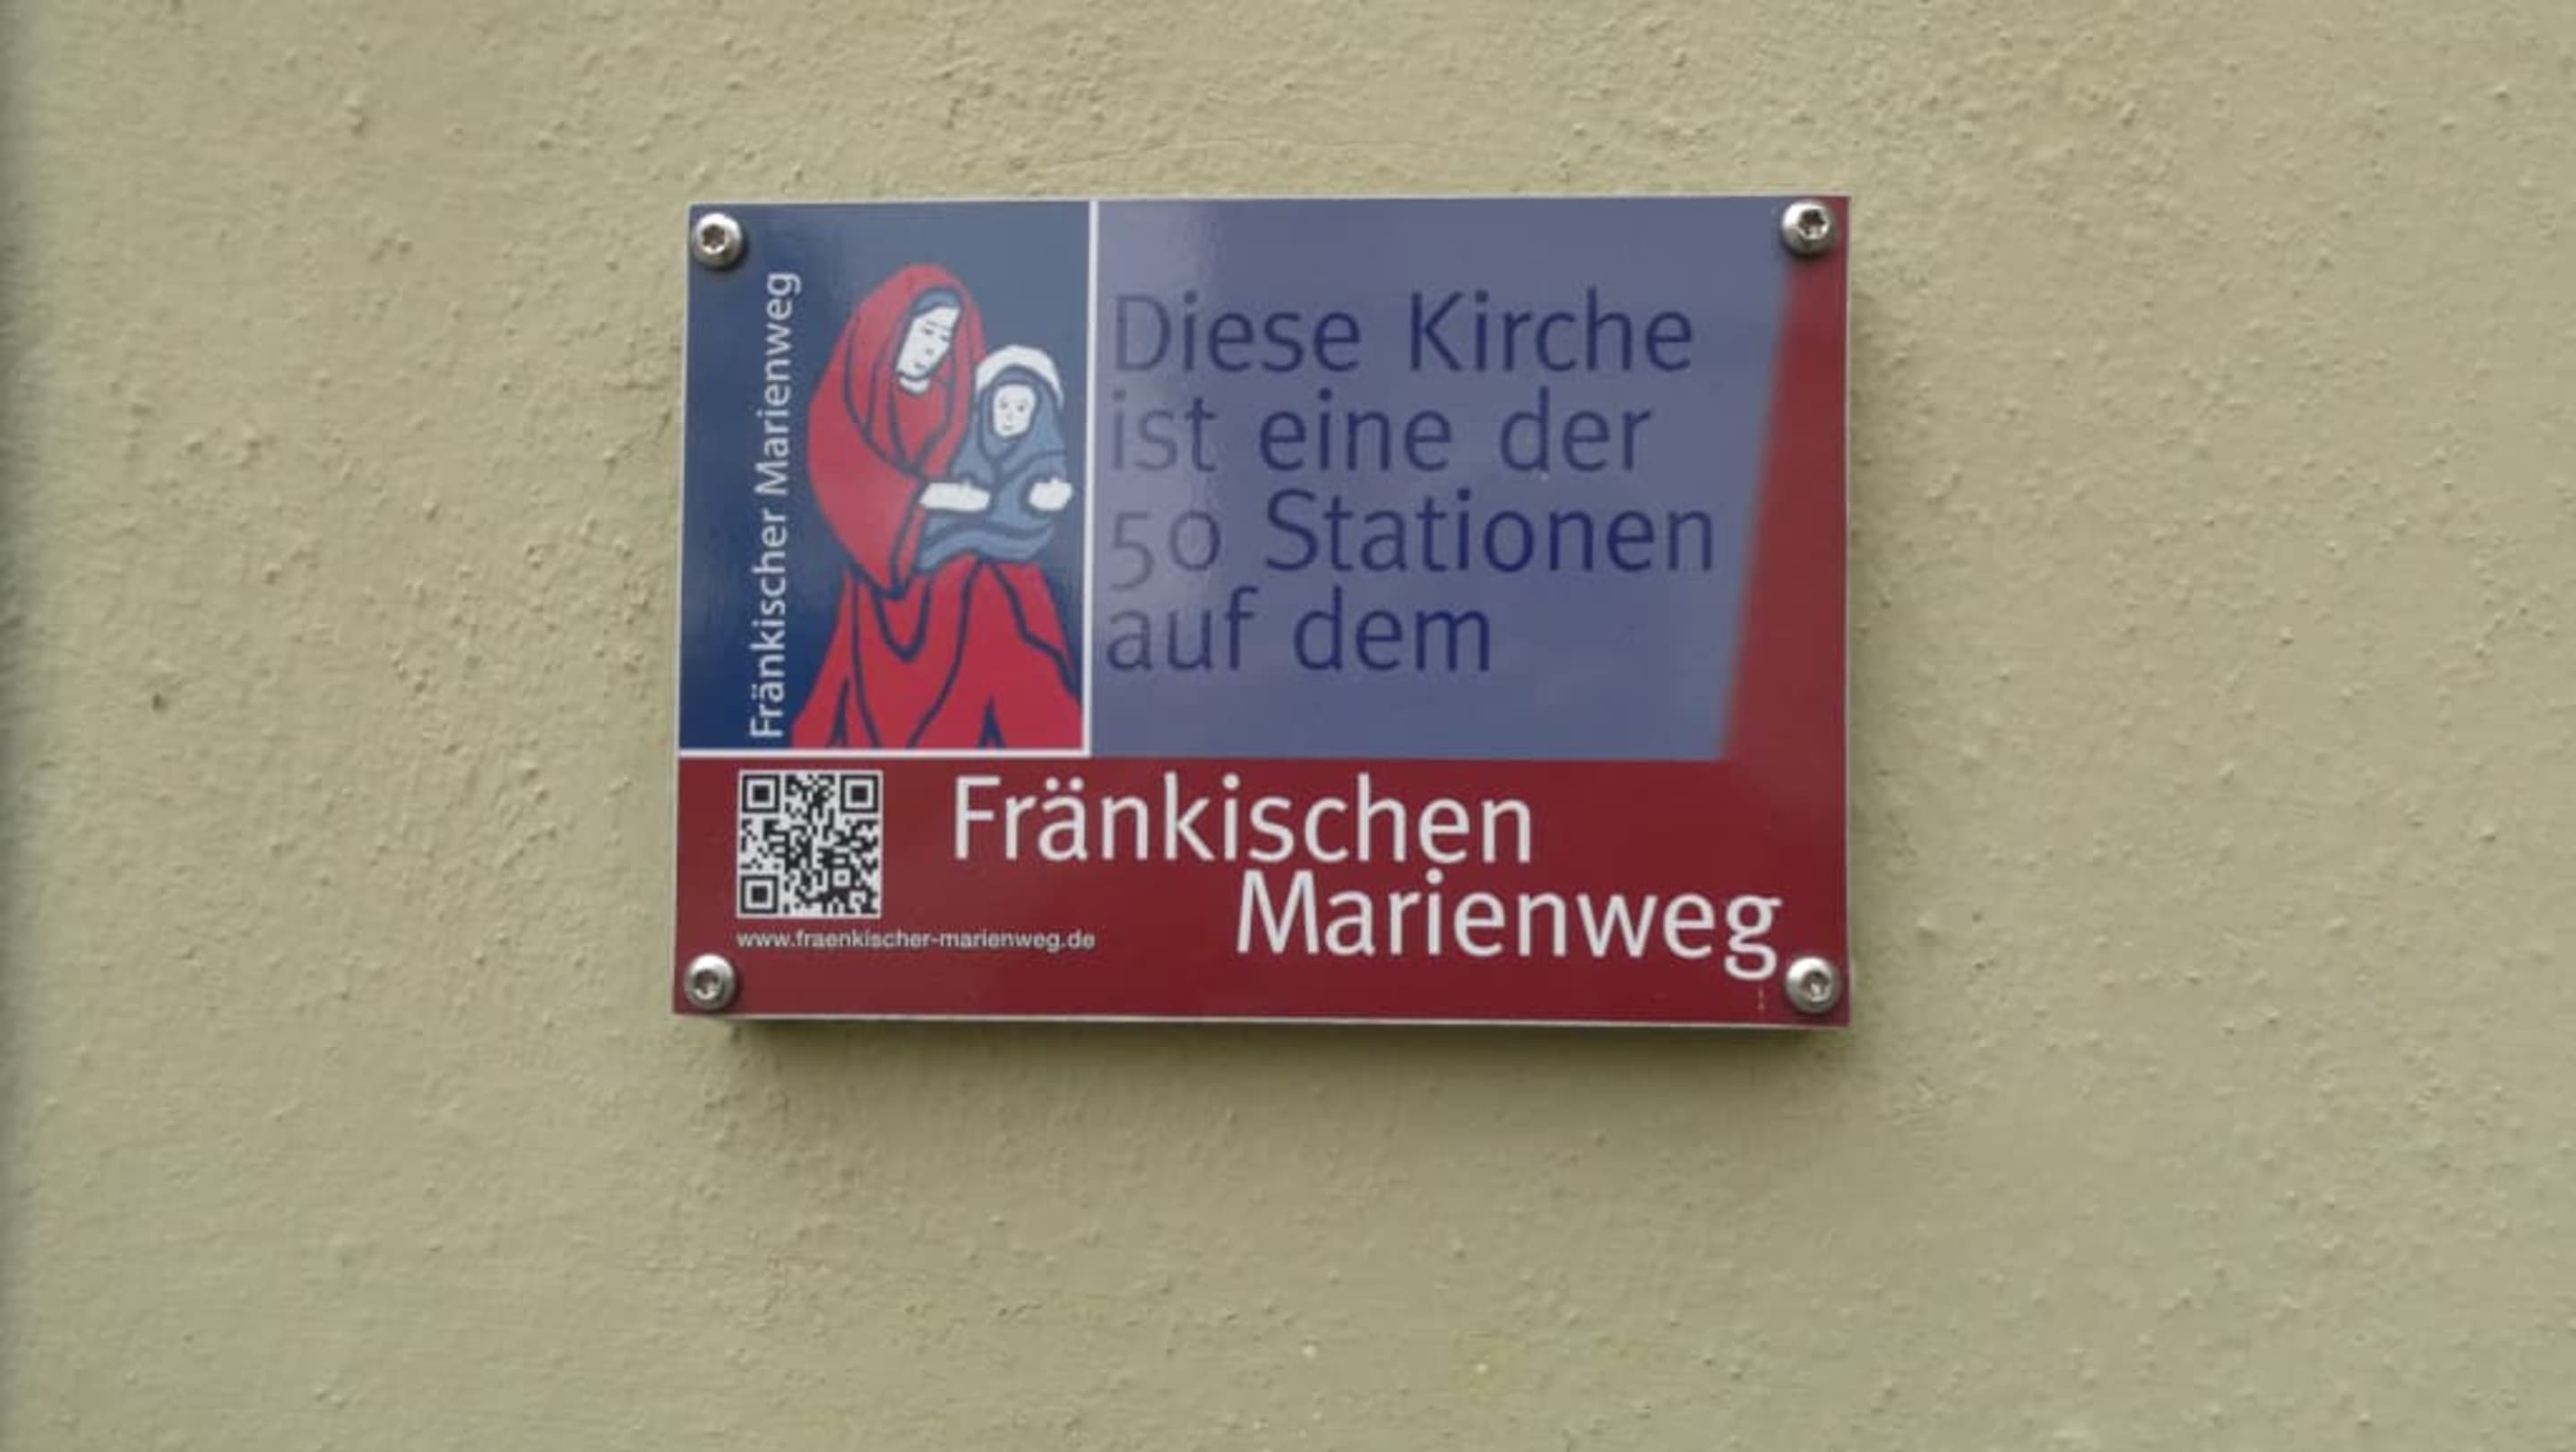 Fränkischer Marienweg
Diese Kirche
ist eine der
50 Stationen
auf dem
Fränkischen
Marienweg
www.fraenkischer-marienweg.de